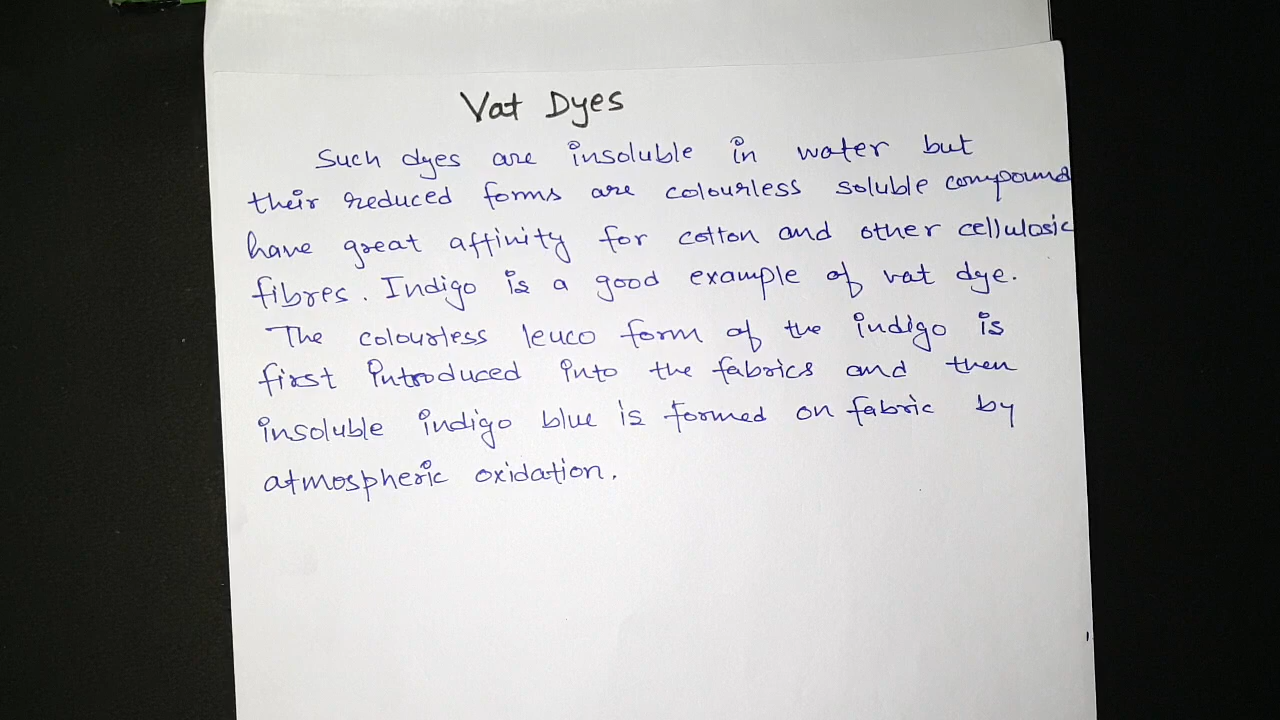 Vat Dyes
Such dyes are insoluble in water but
their reduced forms are colourless soluble compound
have great affinity for cotton and other cellulosic
fibres. Indigo is a good example of vat dye.
The colourless leuco form of the indigo is
first introduced into the fabrics and then
insoluble indigo blue is formed on fabric by
atmospheric oxidation.